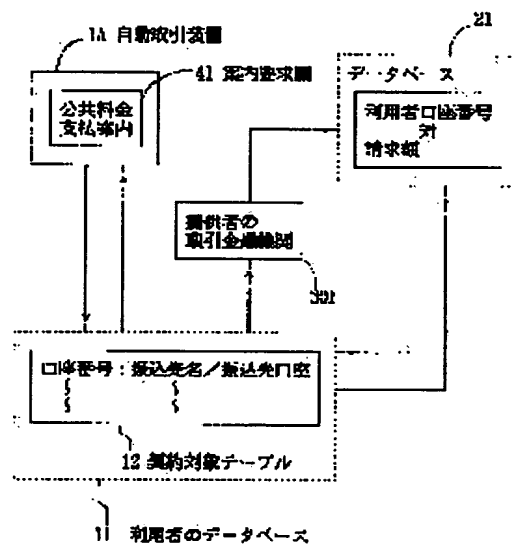 1A 自動取引装置
21
41 案内要求欄
データベース
公共料金
支払案内
利用者口座番号
対
請求額
提供者の
取引金融機関
口座番号：振込先名／振込先口座
12 契約対象テーブル
11 利用者のデータベース